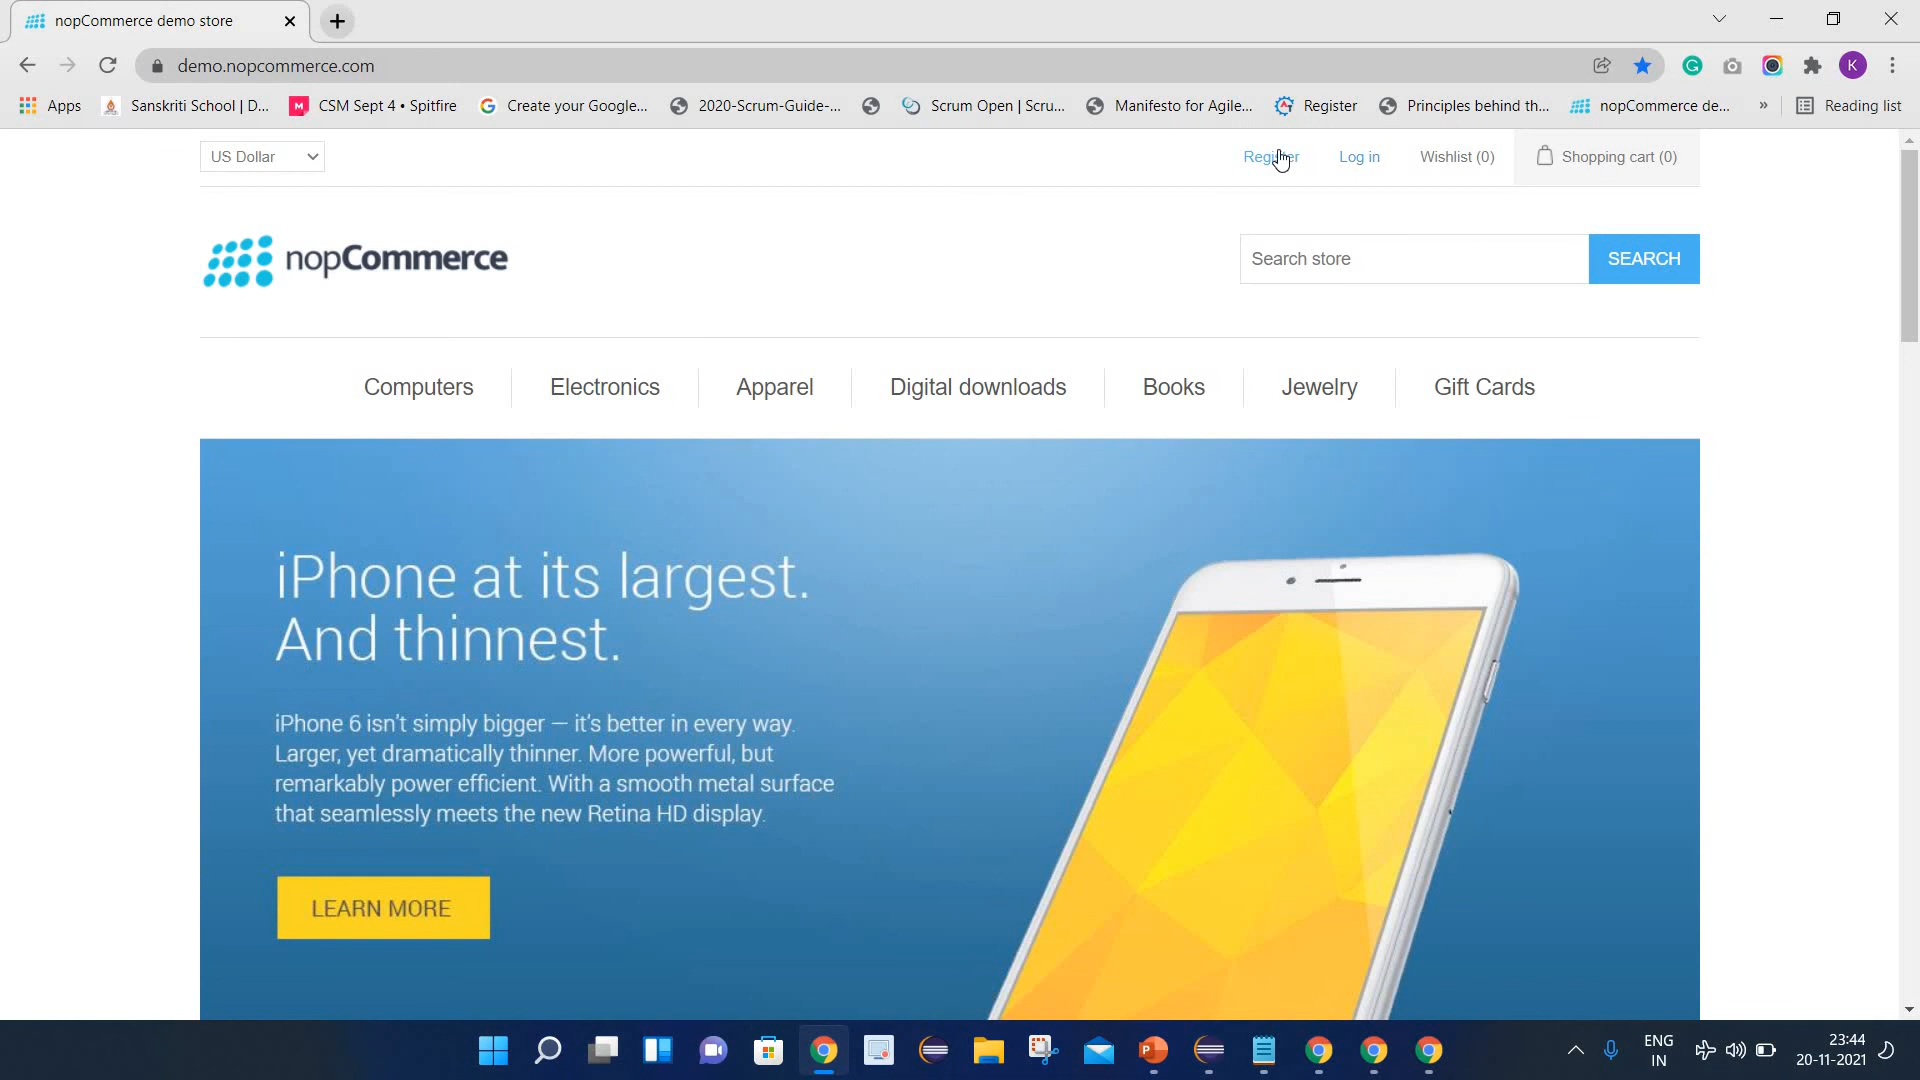 nopCommerce demo store
demo.nopcommerce.com
K
Apps
Sanskriti School | D...
CSM Sept 4 • Spitfire
Create your Google...
2020-Scrum-Guide-...
Scrum Open | Scru...
Manifesto for Agile...
Register
Principles behind th...
nopCommerce de...
»
Reading list
US Dollar
Register
Log in
Wishlist (0)
Shopping cart (0)
nopCommerce
Search store
SEARCH
Computers
Electronics
Apparel
Digital downloads
Books
Jewelry
Gift Cards
iPhone at its largest.
And thinnest.
iPhone 6 isn't simply bigger — it's better in every way.
Larger, yet dramatically thinner. More powerful, but
remarkably power efficient. With a smooth metal surface
that seamlessly meets the new Retina HD display.
LEARN MORE
ENG
IN
23:44
20-11-2021